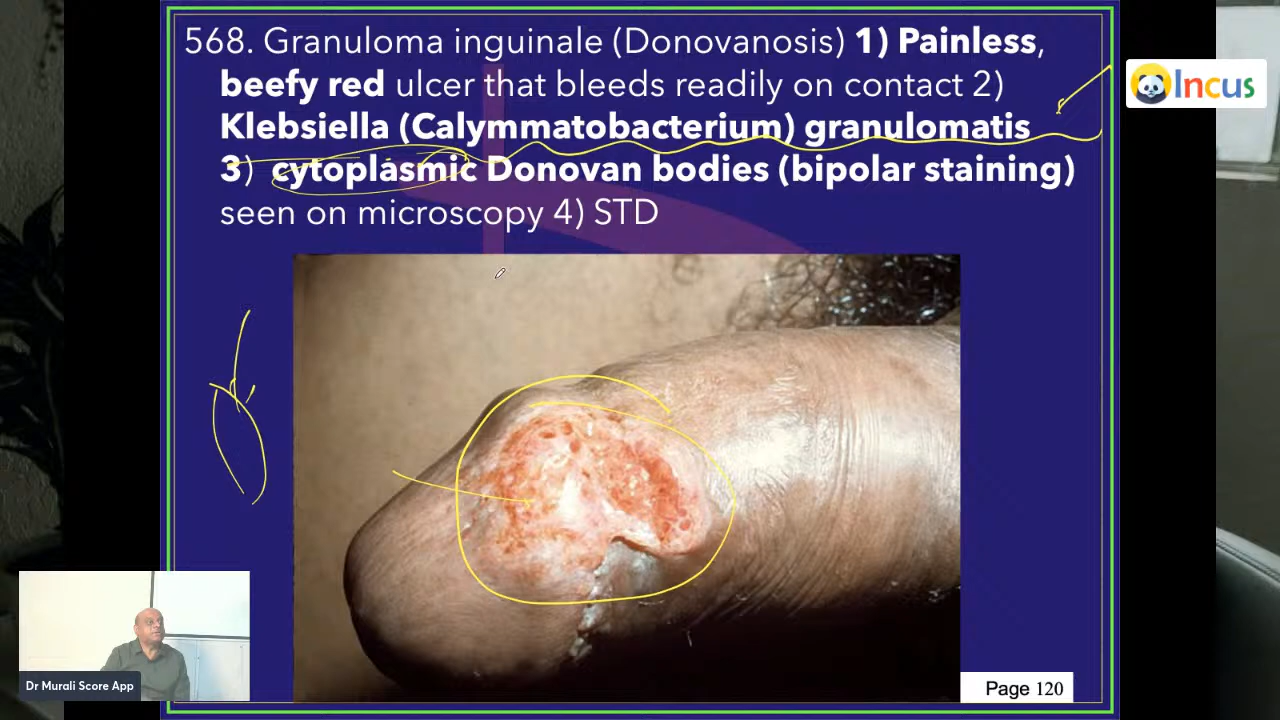 568. Granuloma inguinale (Donovanosis) 1) Painless,
beefy red ulcer that bleeds readily on contact 2)
Klebsiella (Calymmatobacterium) granulomatis
3) cytoplasmic Donovan bodies (bipolar staining)
seen on microscopy 4) STD
Incus
Dr Murali Score App
Page 120